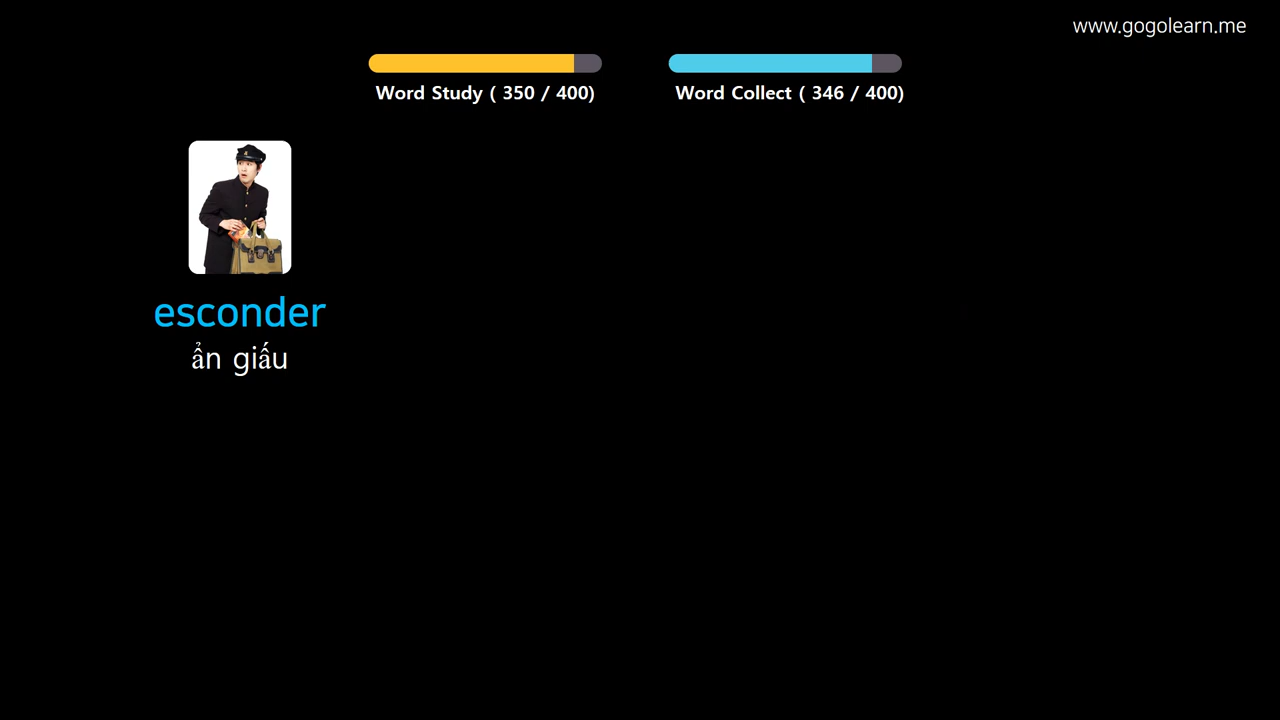 www.gogolearn.me
Word Study ( 350 / 400)
Word Collect ( 346 / 400)
esconder
ẩn giấu